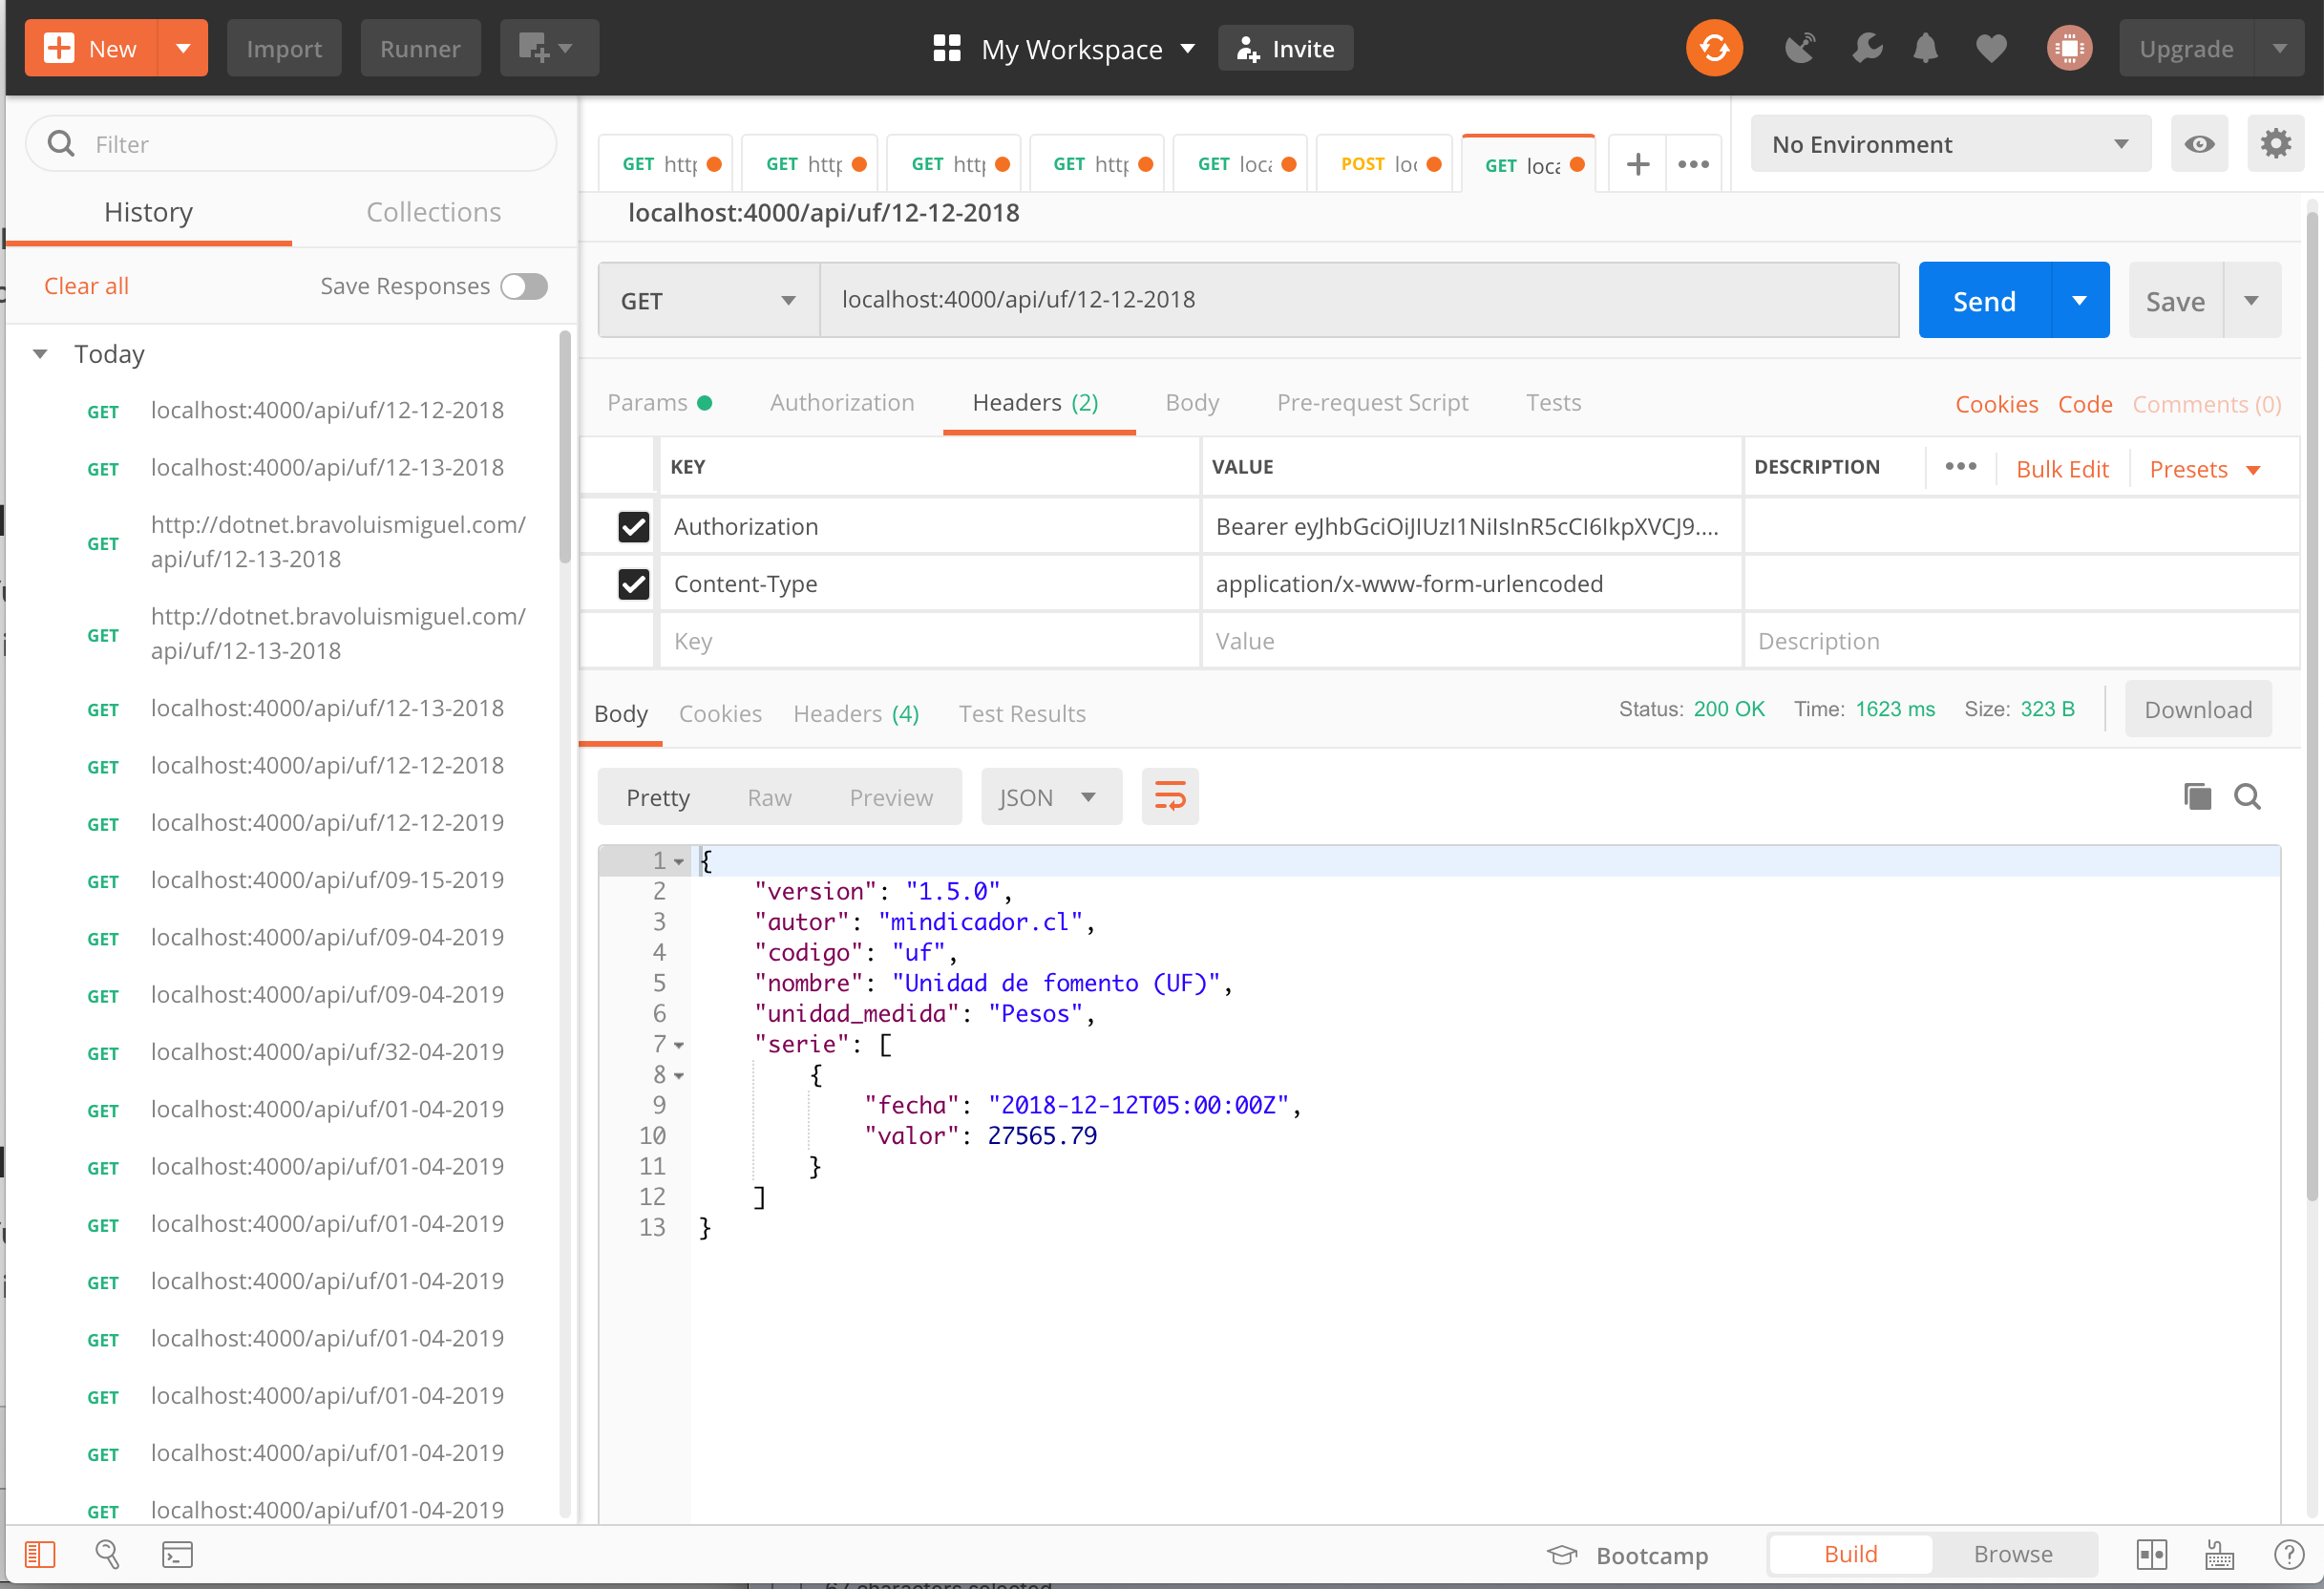 New
Import
Runner
My Workspace
Invite
Upgrade
Filter
History
Collections
Clear all
Save Responses
Today
GET localhost:4000/api/uf/12-12-2018
GET localhost:4000/api/uf/12-13-2018
GET http://dotnet.bravoluismiguel.com/
api/uf/12-13-2018
GET http://dotnet.bravoluismiguel.com/
api/uf/12-13-2018
GET localhost:4000/api/uf/12-13-2018
GET localhost:4000/api/uf/12-12-2018
GET localhost:4000/api/uf/12-12-2019
GET localhost:4000/api/uf/09-15-2019
GET localhost:4000/api/uf/09-04-2019
GET localhost:4000/api/uf/09-04-2019
GET localhost:4000/api/uf/32-04-2019
GET localhost:4000/api/uf/01-04-2019
GET localhost:4000/api/uf/01-04-2019
GET localhost:4000/api/uf/01-04-2019
GET localhost:4000/api/uf/01-04-2019
GET localhost:4000/api/uf/01-04-2019
GET localhost:4000/api/uf/01-04-2019
GET localhost:4000/api/uf/01-04-2019
GET localhost:4000/api/uf/01-04-2019
GET http
GET http
GET http
GET http
GET loca
POST loc
GET loca
No Environment
localhost:4000/api/uf/12-12-2018
GET
localhost:4000/api/uf/12-12-2018
Send
Save
Params
Authorization
Headers (2)
Body
Pre-request Script
Tests
Cookies
Code
Comments (0)
KEY
VALUE
DESCRIPTION
Bulk Edit
Presets
Authorization
Bearer eyJhbGciOiJIUzI1NiIsInR5cCI6IkpXVCJ9....
Content-Type
application/x-www-form-urlencoded
Key
Value
Description
Body
Cookies
Headers (4)
Test Results
Status: 200 OK
Time: 1623 ms
Size: 323 B
Download
Pretty
Raw
Preview
JSON
1 {
2 "version": "1.5.0",
3 "autor": "mindicador.cl",
4 "codigo": "uf",
5 "nombre": "Unidad de fomento (UF)",
6 "unidad_medida": "Pesos",
7 "serie": [
8 {
9 "fecha": "2018-12-12T05:00:00Z",
10 "valor": 27565.79
11 }
12 ]
13 }
Bootcamp
Build
Browse